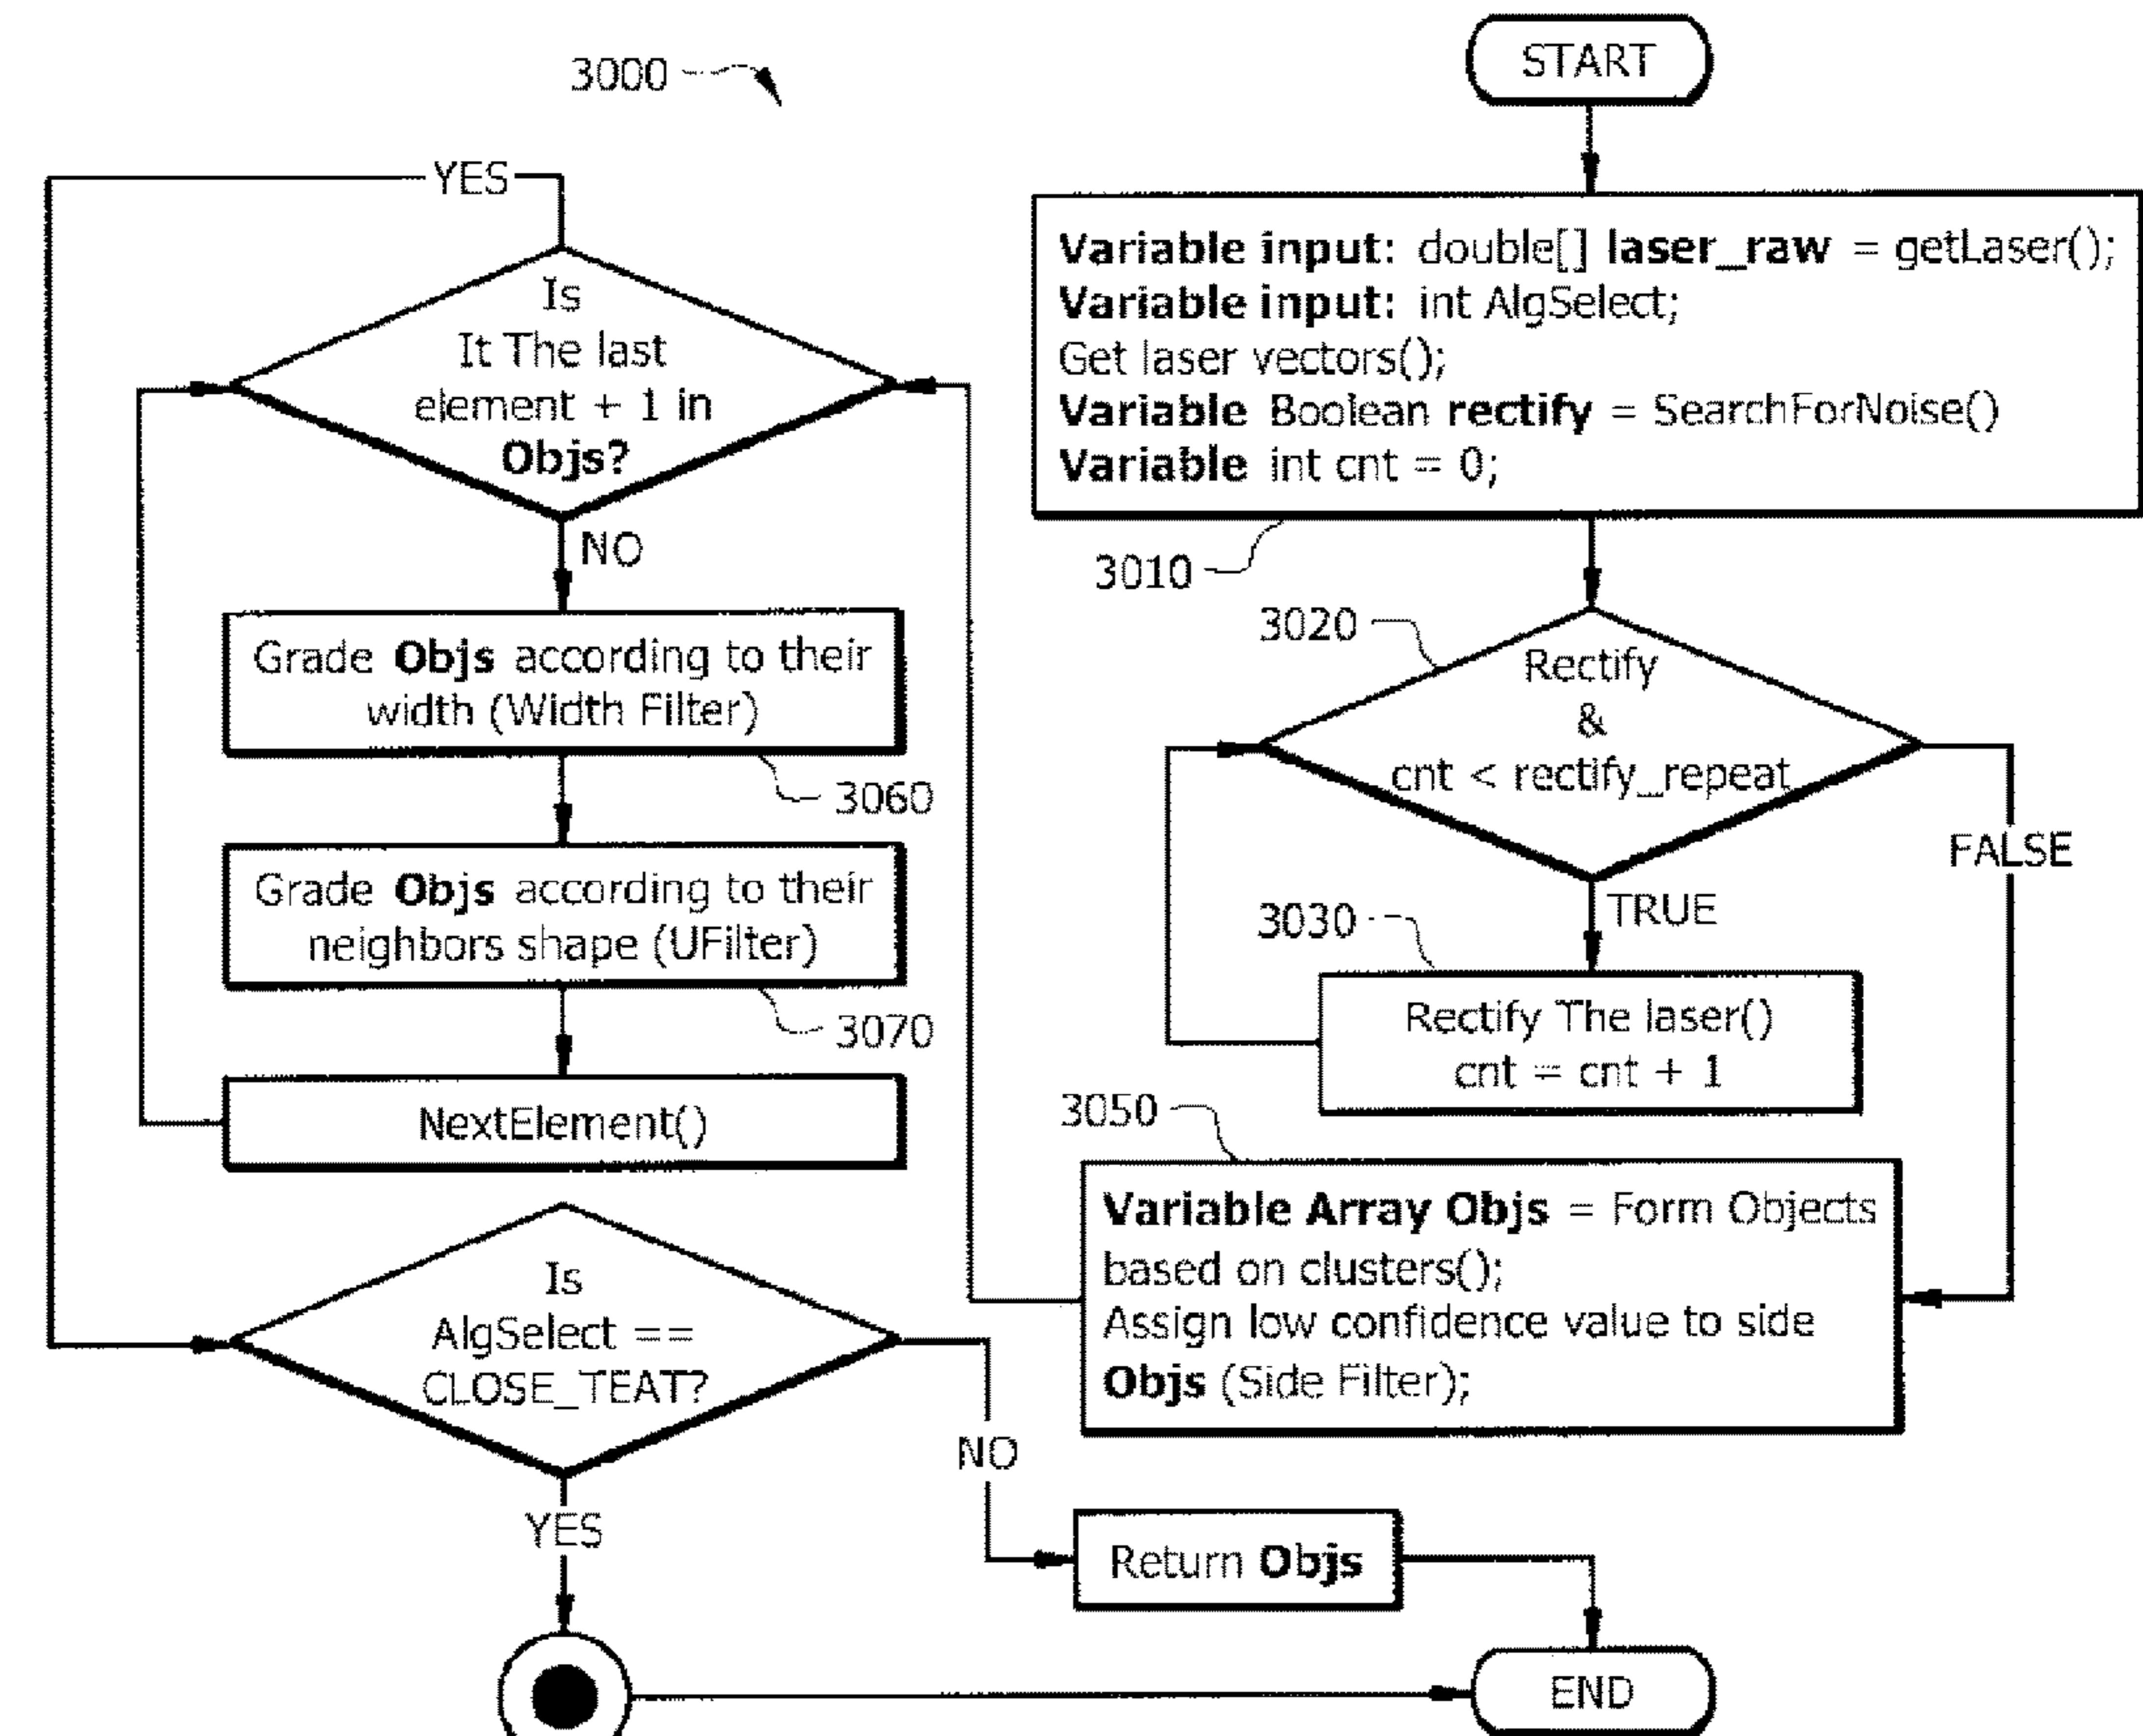 3000
START
Variable input: double[] laser_raw = getLaser();
Variable input: int AlgSelect;
Get laser vectors();
Variable Boolean rectify = SearchForNoise()
Variable int cnt = 0;
3010
3020
Rectify
&
cnt < rectify_repeat
FALSE
TRUE
3030
Rectify The laser()
cnt = cnt + 1
3050
Variable Array Objs = Form Objects
based on clusters();
Assign low confidence value to side
Objs (Side Filter);
YES
Is
It The last
element + 1 in
Objs?
NO
Grade Objs according to their
width (Width Filter)
3060
Grade Objs according to their
neighbors shape (UFilter)
3070
NextElement()
Is
AlgSelect ==
CLOSE_TEAT?
NO
YES
Return Objs
END